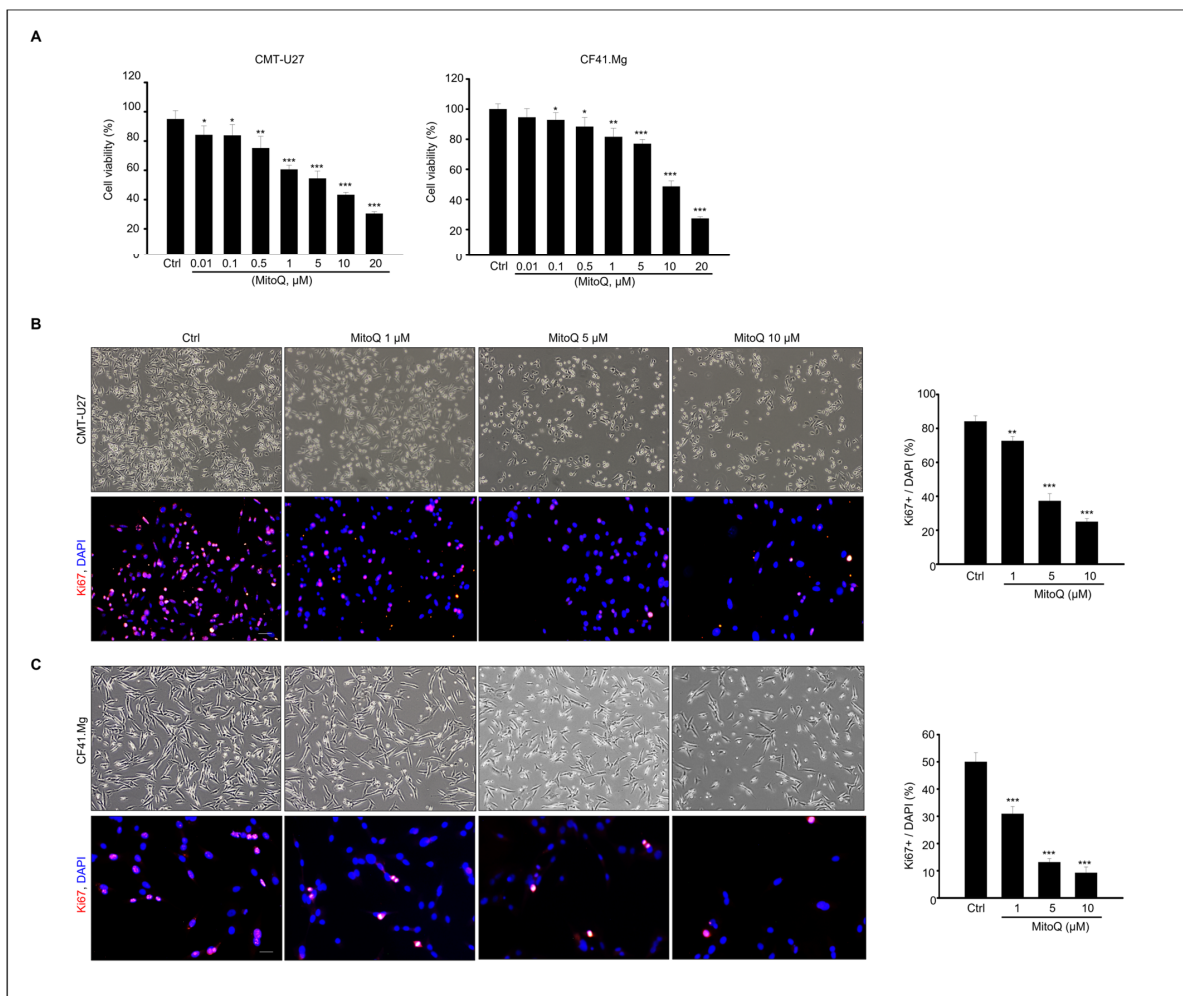 A
CMT-U27
CF41.Mg
Cell viability (%)
120
100
80
60
40
20
0
* * ** *** *** *** ***
Ctrl 0.01 0.1 0.5 1 5 10 20
(MitoQ, µM)
Cell viability (%)
120
100
80
60
40
20
* * ** *** *** ***
Ctrl 0.01 0.1 0.5 1 5 10 20
(MitoQ, µM)
B
Ctrl MitoQ 1 µM MitoQ 5 µM MitoQ 10 µM
CMT-U27
Ki67, DAPI
Ki67+ / DAPI (%)
100
80
60
40
20
0
** *** ***
Ctrl 1 5 10
MitoQ (µM)
C
CF41.Mg
Ki67, DAPI
Ki67+ / DAPI (%)
60
50
40
30
20
10
0
*** *** ***
Ctrl 1 5 10
MitoQ (µM)